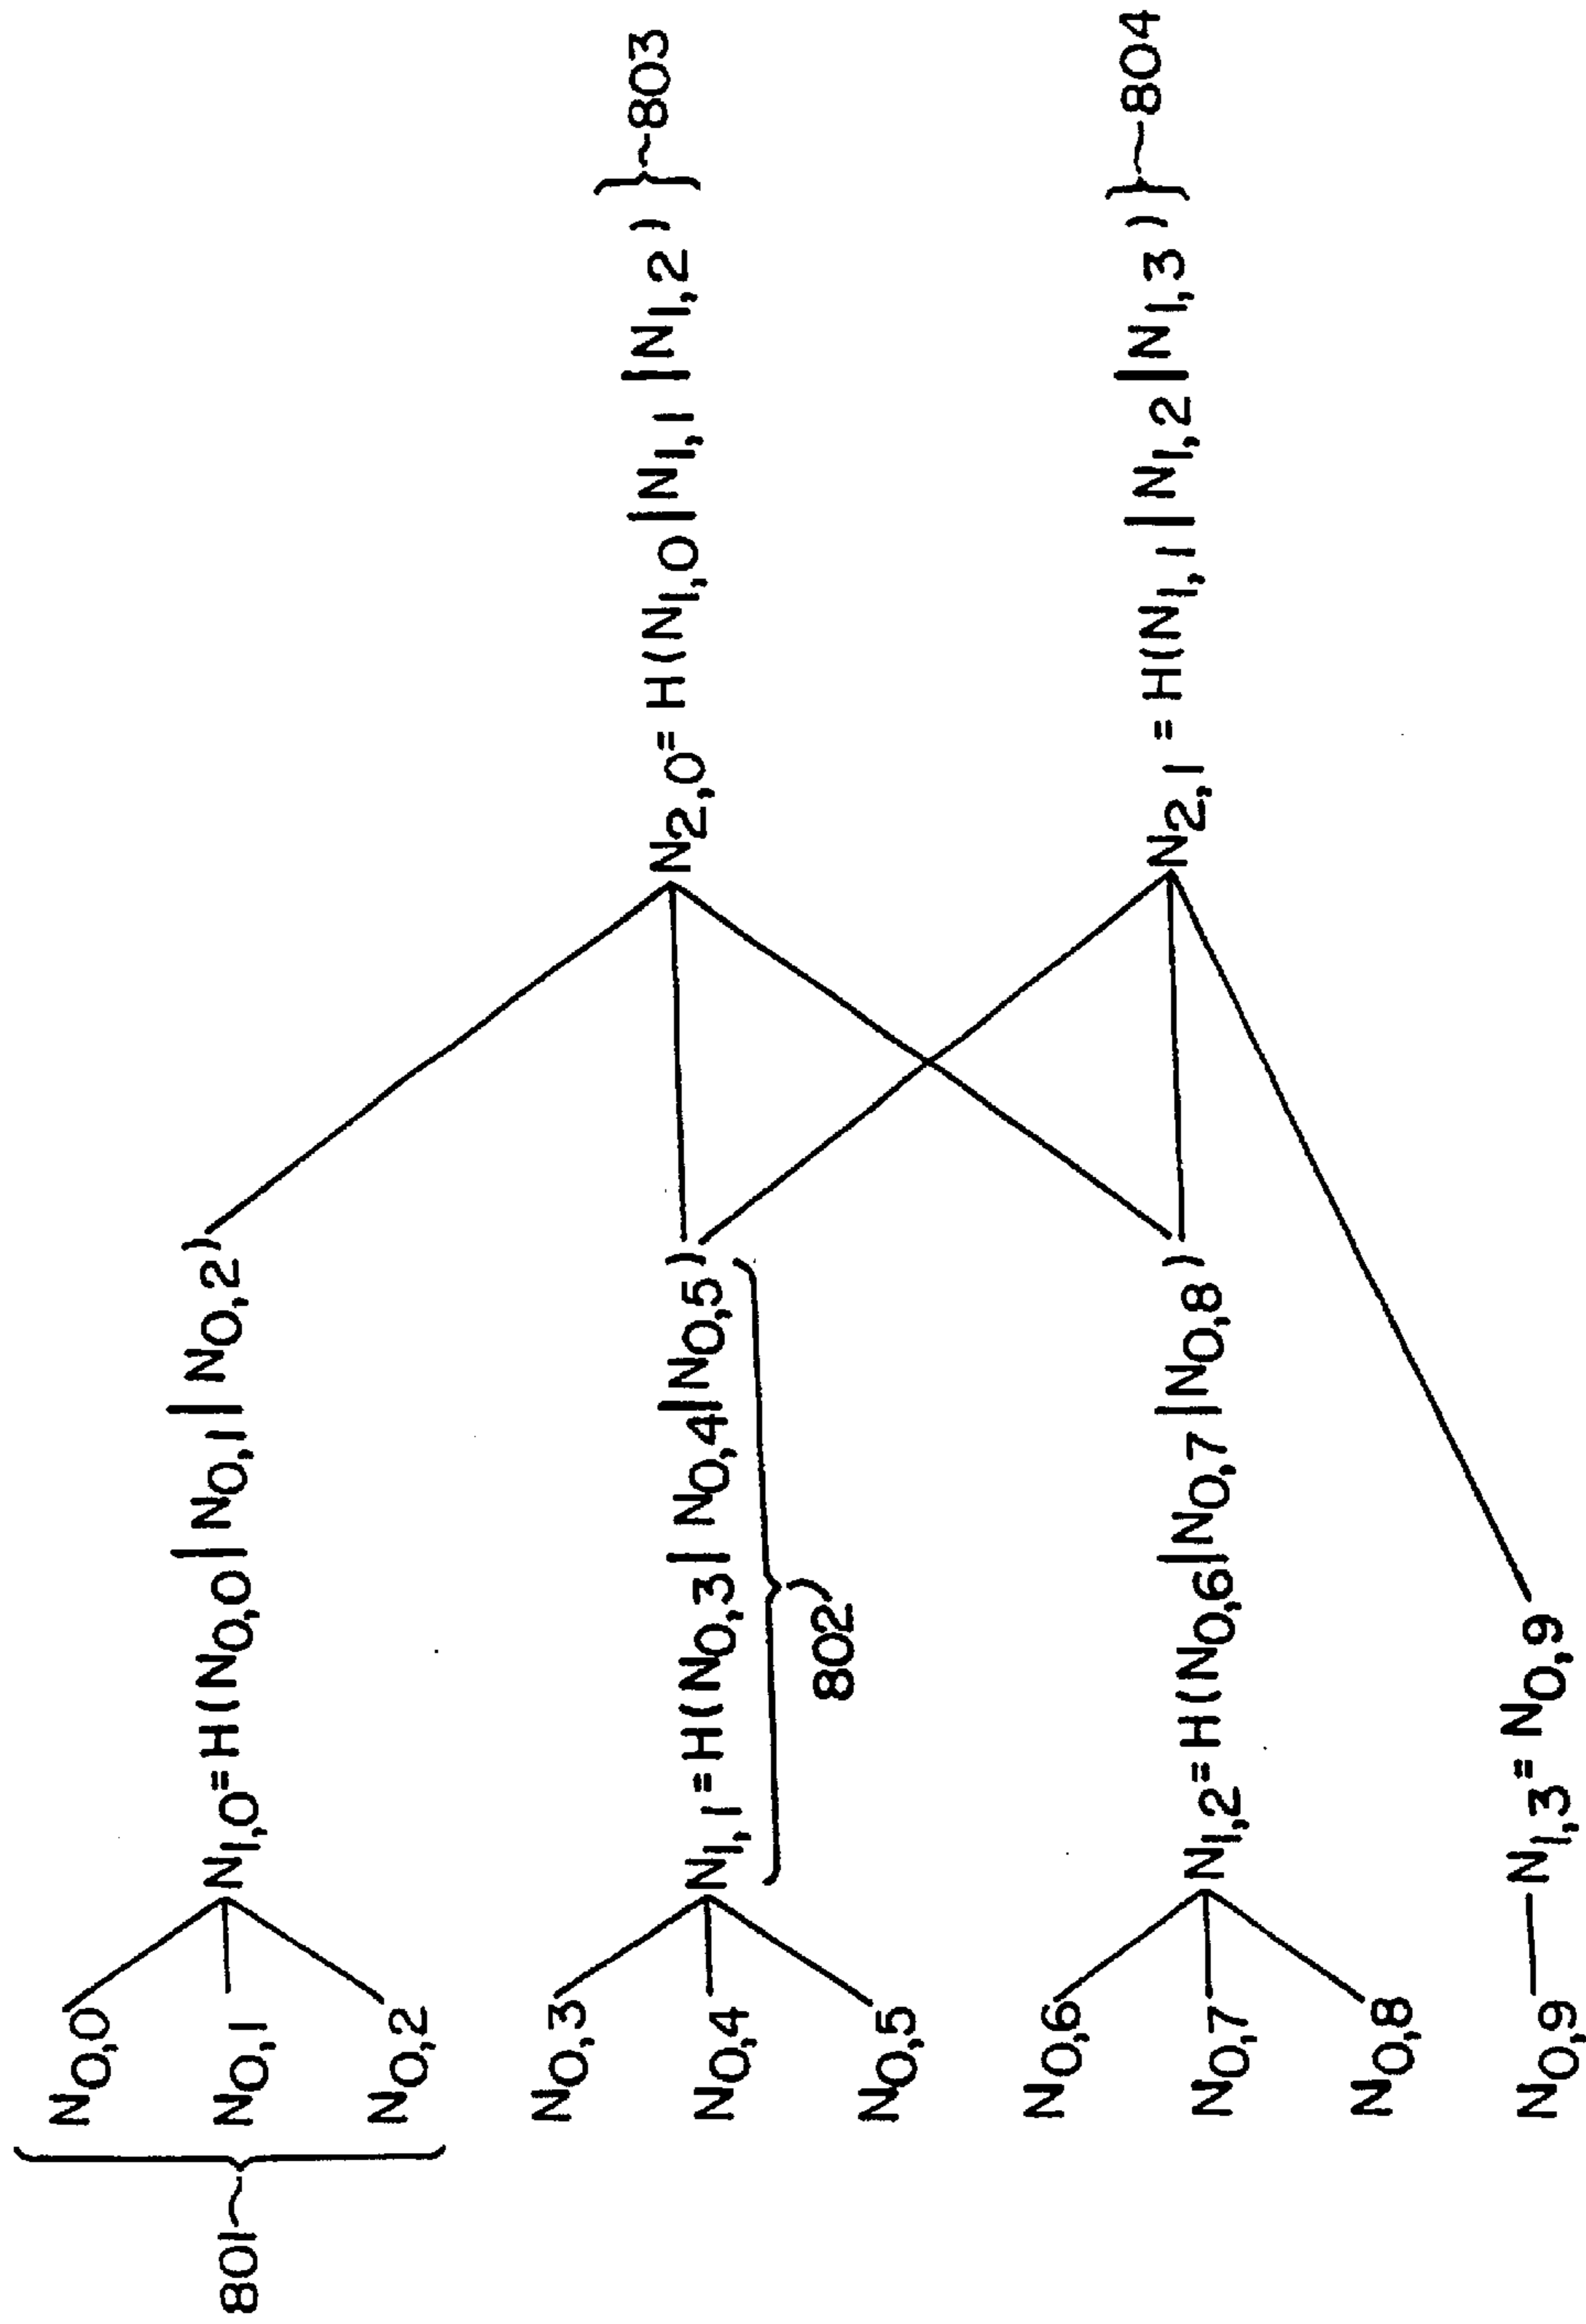 801
N0,0
N0,1
N0,2
N1,0=H(N0,0|N0,1|N0,2)
N0,3
N0,4
N0,5
N1,1=H(N0,3|N0,4|N0,5)
802
N0,6
N0,7
N0,8
N1,2=H(N0,6|N0,7|N0,8)
N0,9
N1,3=N0,9
N2,0=H(N1,0|N1,1|N1,2)
803
N2,1=H(N1,1|N1,2|N1,3)
804